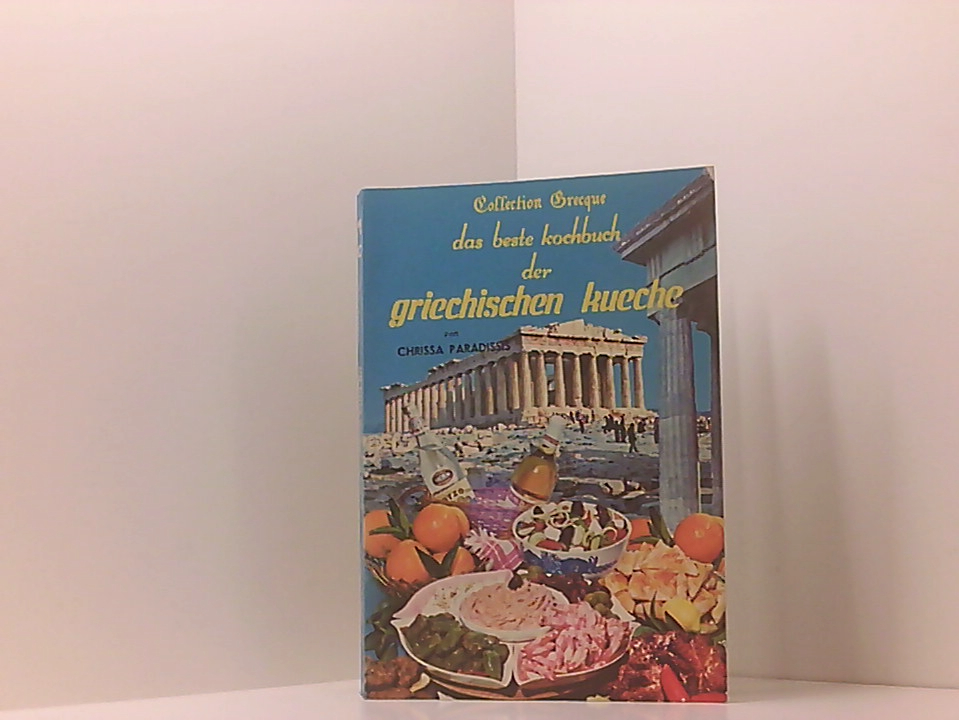 Collection Grecque
das beste kochbuch
der
griechischen kueche
von
CHRISSA PARADISSIS